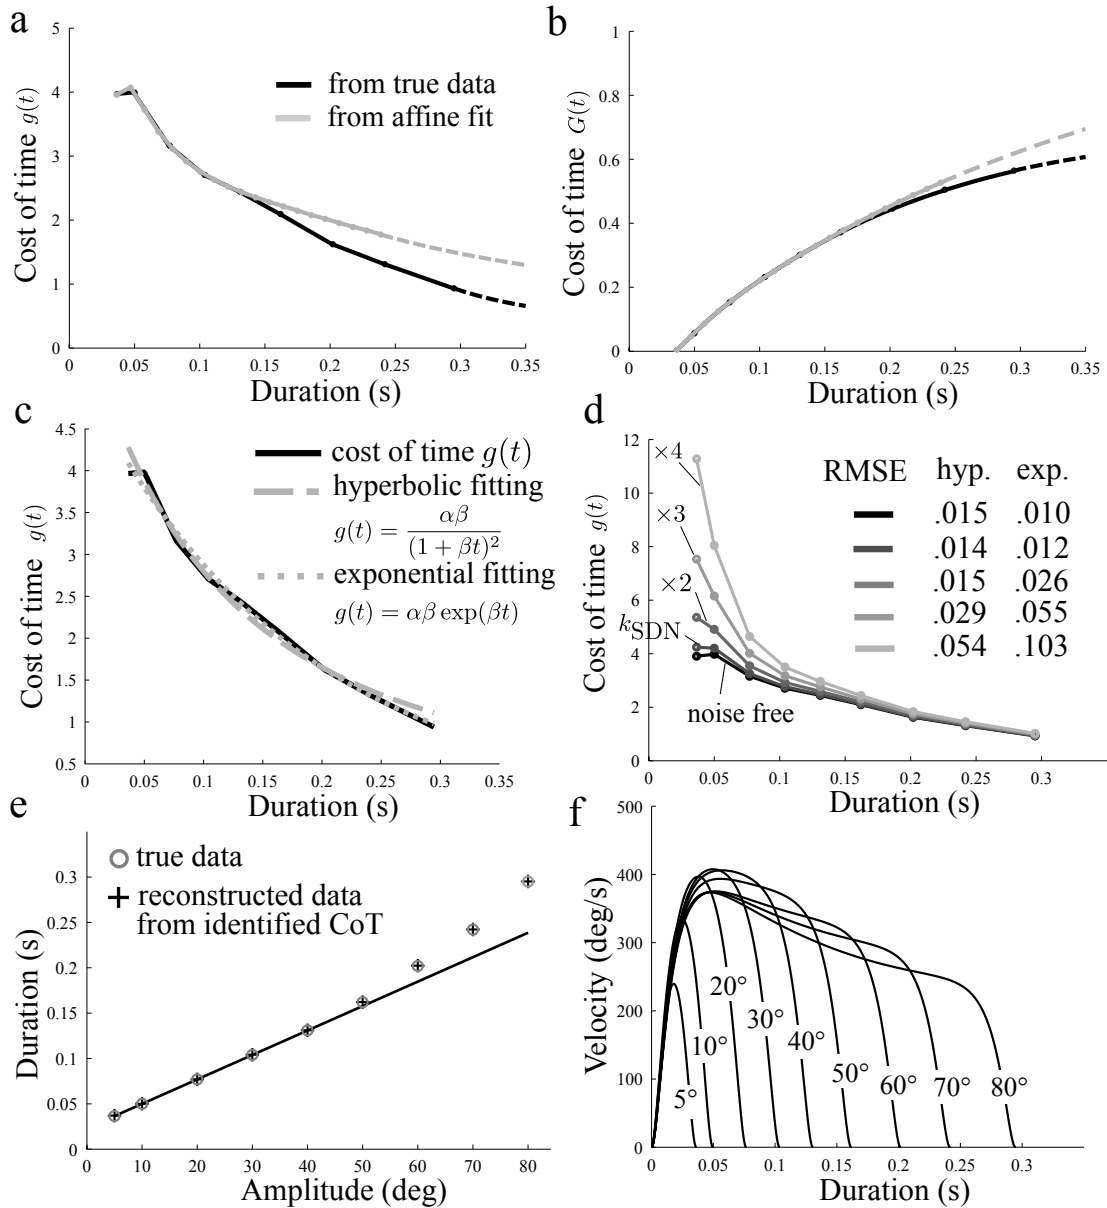 a
Cost of time g(t)
5
4
3
2
1
0
from true data
from affine fit
0 0.05 0.1 0.15 0.2 0.25 0.3 0.35
Duration (s)
b
Cost of time G(t)
1
0.8
0.6
0.4
0.2
0
0 0.05 0.1 0.15 0.2 0.25 0.3 0.35
Duration (s)
c
Cost of time g(t)
4.5
4
3.5
3
2.5
2
1.5
1
0.5
cost of time g(t)
hyperbolic fitting
g(t) = αβ / (1 + βt)²
exponential fitting
g(t) = αβ exp(βt)
0 0.05 0.1 0.15 0.2 0.25 0.3 0.35
Duration (s)
d
Cost of time g(t)
12
10
8
6
4
2
0
×4
×3
×2
kSDN
noise free
RMSE hyp. exp.
.015 .010
.014 .012
.015 .026
.029 .055
.054 .103
0 0.05 0.1 0.15 0.2 0.25 0.3
Duration (s)
e
Duration (s)
0.3
0.25
0.2
0.15
0.1
0.05
0
true data
reconstructed data
from identified CoT
0 10 20 30 40 50 60 70 80
Amplitude (deg)
f
Velocity (deg/s)
500
400
300
200
100
0
5°
10°
20°
30°
40°
50°
60°
70°
80°
0 0.05 0.1 0.15 0.2 0.25 0.3
Duration (s)